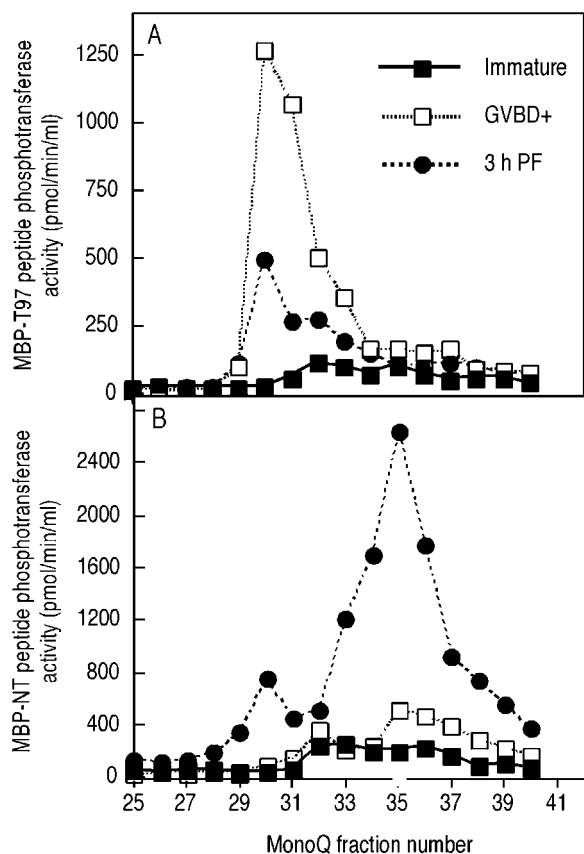 A
Immature
GVBD+
3 h PF
MBP-T97 peptide phosphotransferase
activity (pmol/min/ml)
1250
1000
750
500
250
0
B
MBP-NT peptide phosphotransferase
activity (pmol/min/ml)
2400
2000
1600
1200
800
400
0
25 27 29 31 33 35 37 39 41
MonoQ fraction number